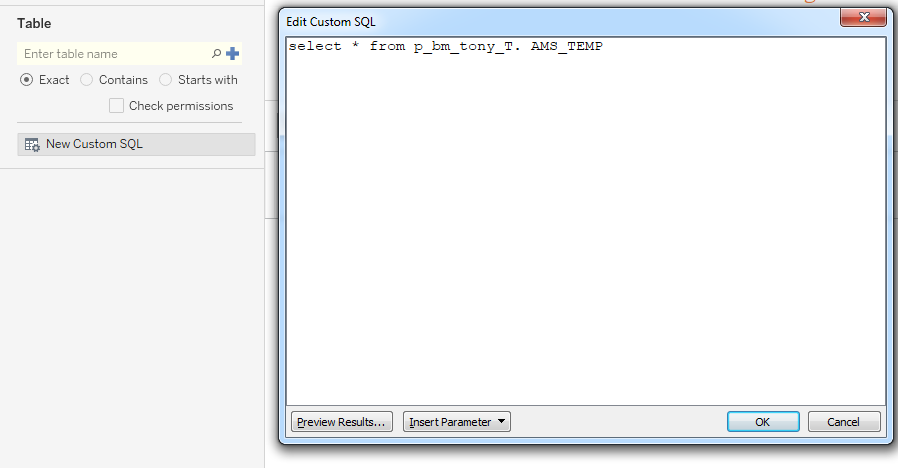 Table
Enter table name
Exact Contains Starts with
Check permissions
New Custom SQL
Edit Custom SQL
select * from p_bm_tony_T. AMS_TEMP
Preview Results... Insert Parameter OK Cancel